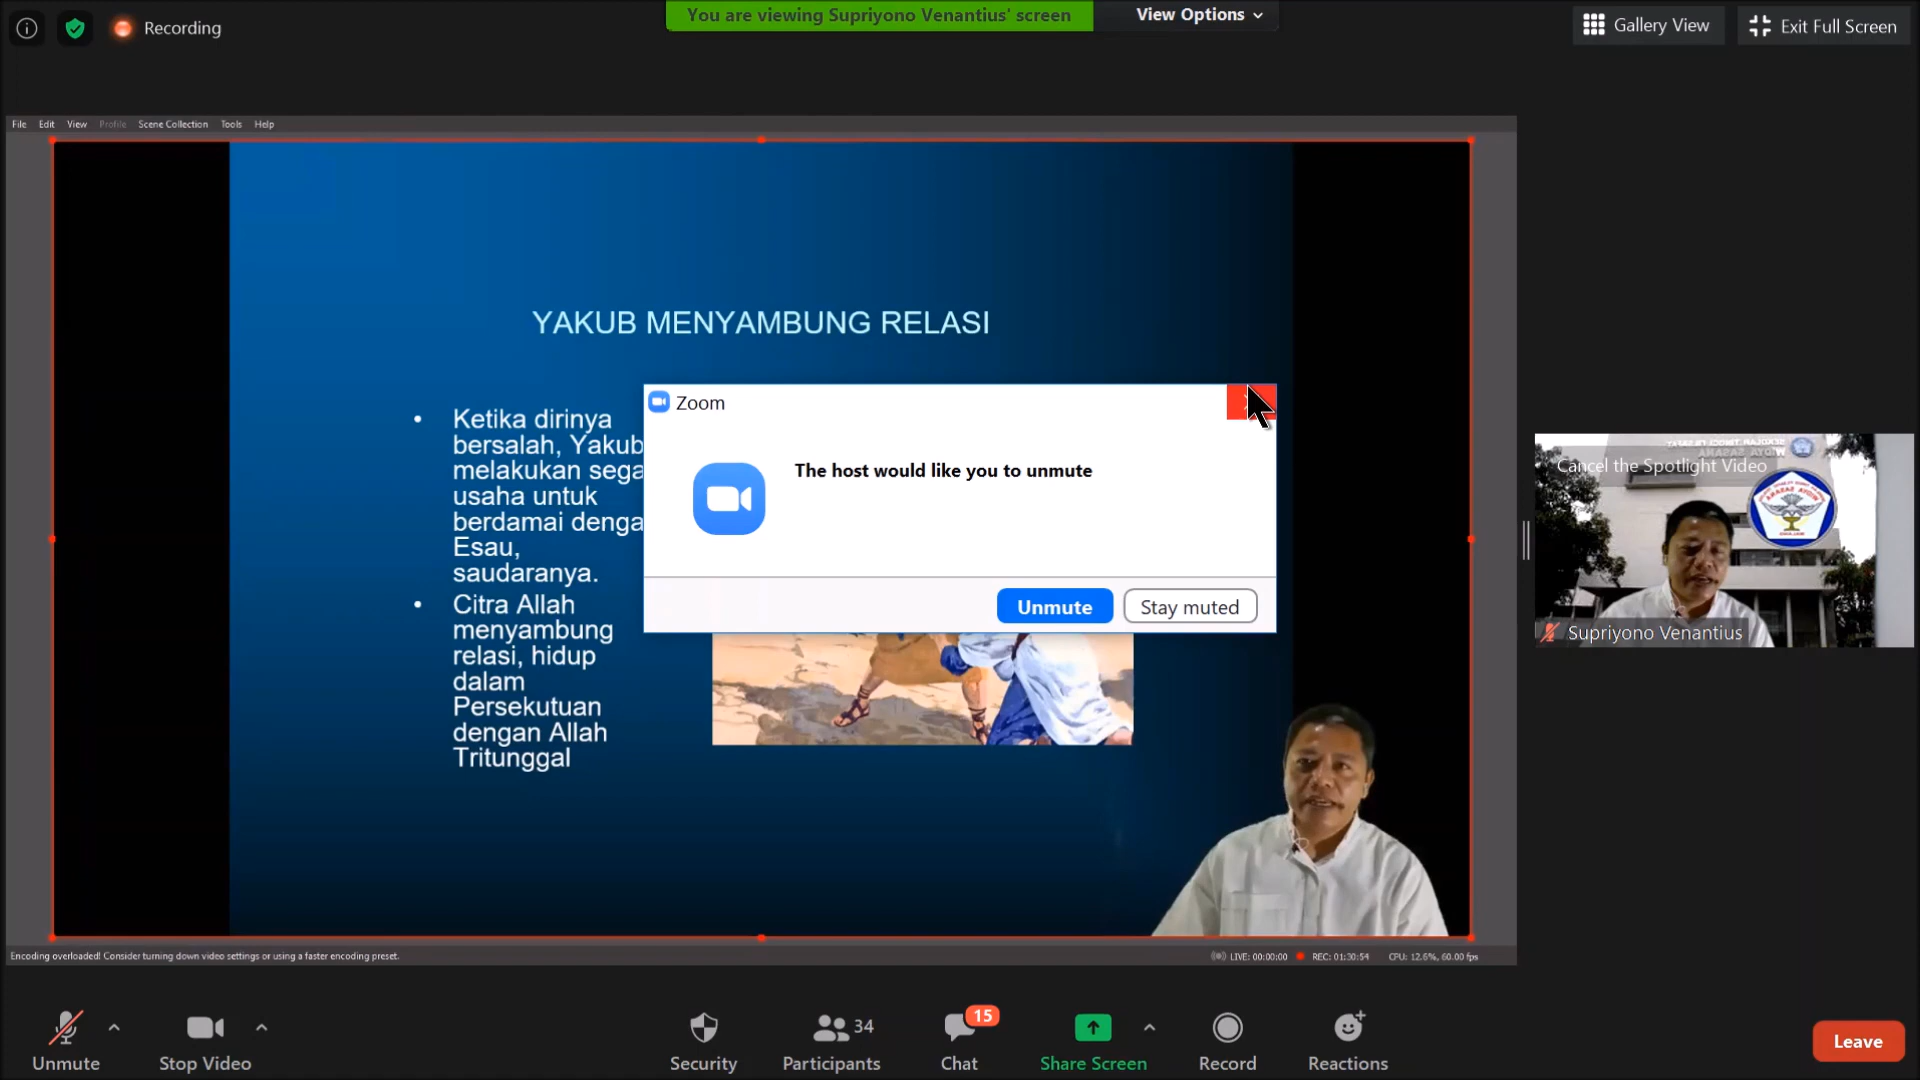 Recording
You are viewing Supriyono Venantius' screen
View Options
Gallery View
Exit Full Screen
File Edit View Profile Scene Collection Tools Help
YAKUB MENYAMBUNG RELASI
• Ketika dirinya
bersalah, Yakub
melakukan sega
usaha untuk
berdamai denga
Esau,
saudaranya.
• Citra Allah
menyambung
relasi, hidup
dalam
Persekutuan
dengan Allah
Tritunggal
Zoom
The host would like you to unmute
Unmute
Stay muted
Cancel the Spotlight Video
Supriyono Venantius
Encoding overloaded! Consider turning down video settings or using a faster encoding preset.
LIVE: 00:00:00
REC: 01:30:54
CPU: 12.6%, 60.00 fps
Unmute
Stop Video
Security
34
Participants
15
Chat
Share Screen
Record
Reactions
Leave